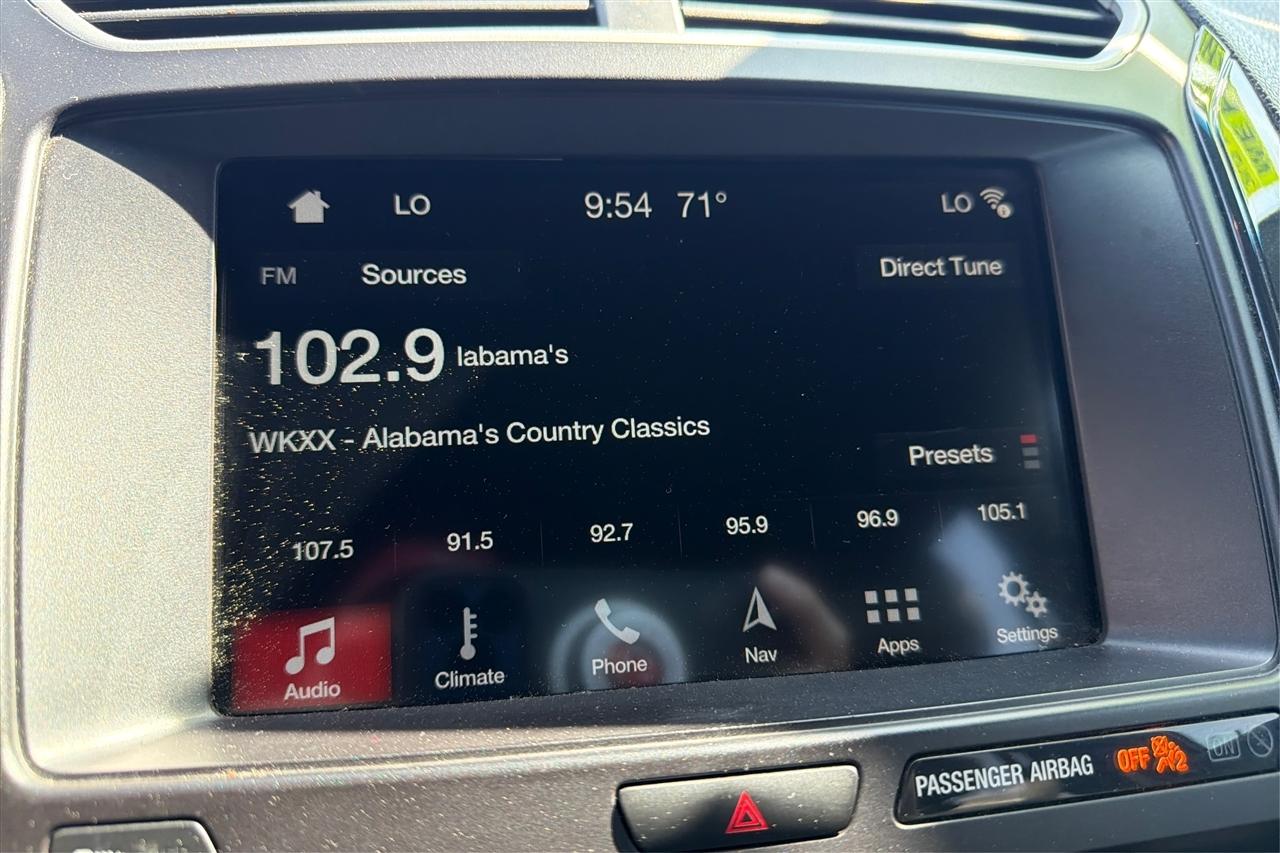 LO 9:54 71° LO
FM Sources Direct Tune
102.9 labama's
WKXX - Alabama's Country Classics
Presets
107.5 91.5 92.7 95.9 96.9 105.1
Audio Climate Phone Nav Apps Settings
PASSENGER AIRBAG OFF 2 ON